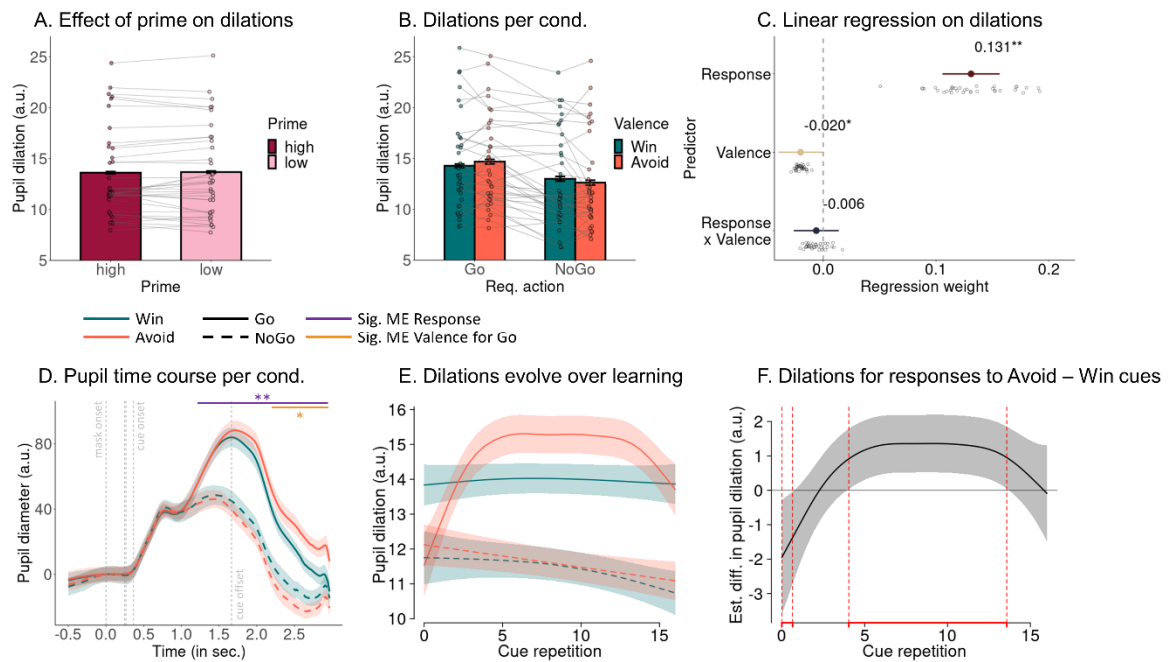 A. Effect of prime on dilations
Pupil dilation (a.u.)
25
20
15
10
5
high
low
Prime
Prime
high
low
B. Dilations per cond.
Pupil dilation (a.u.)
25
20
15
10
5
Go
NoGo
Req. action
Valence
Win
Avoid
C. Linear regression on dilations
Predictor
Response
Valence
Response
x Valence
0.131**
-0.020*
-0.006
0.0
0.1
0.2
Regression weight
Win
Avoid
Go
NoGo
Sig. ME Response
Sig. ME Valence for Go
D. Pupil time course per cond.
Pupil diameter (a.u.)
80
40
0
mask onset
cue onset
cue offset
**
*
-0.5
0.0
0.5
1.0
1.5
2.0
2.5
Time (in sec.)
E. Dilations evolve over learning
Pupil dilation (a.u.)
16
15
14
13
12
11
10
0
5
10
15
Cue repetition
F. Dilations for responses to Avoid – Win cues
Est. diff. in pupil dilation (a.u.)
2
1
0
-1
-2
-3
0
5
10
15
Cue repetition